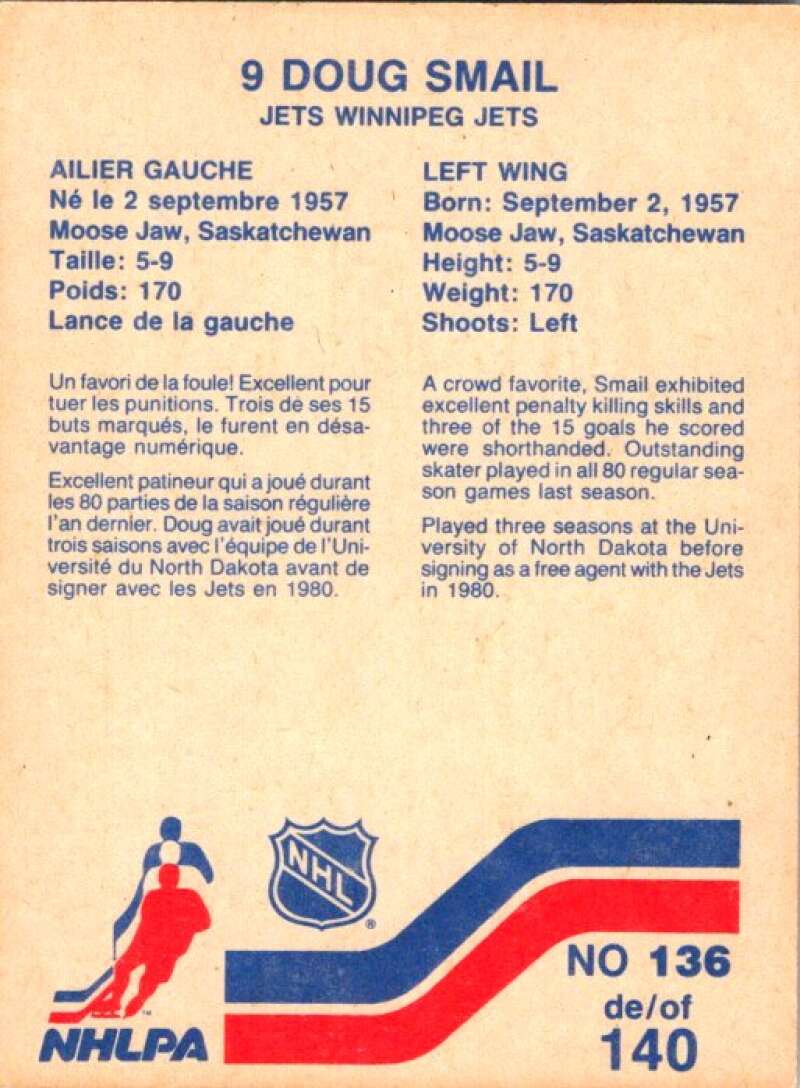 9 DOUG SMAIL
JETS WINNIPEG JETS
AILIER GAUCHE
Né le 2 septembre 1957
Moose Jaw, Saskatchewan
Taille: 5-9
Poids: 170
Lance de la gauche
Un favori de la foule! Excellent pour
tuer les punitions. Trois de ses 15
buts marqués, le furent en désa-
vantage numérique.
Excellent patineur qui a joué durant
les 80 parties de la saison régulière
l'an dernier. Doug avait joué durant
trois saisons avec l'équipe de l'Uni-
versité du North Dakota avant de
signer avec les Jets en 1980.
LEFT WING
Born: September 2, 1957
Moose Jaw, Saskatchewan
Height: 5-9
Weight: 170
Shoots: Left
A crowd favorite, Smail exhibited
excellent penalty killing skills and
three of the 15 goals he scored
were shorthanded. Outstanding
skater played in all 80 regular sea-
son games last season.
Played three seasons at the Uni-
versity of North Dakota before
signing as a free agent with the Jets
in 1980.
NHL
®
™
NHLPA
NO 136
de/of
140